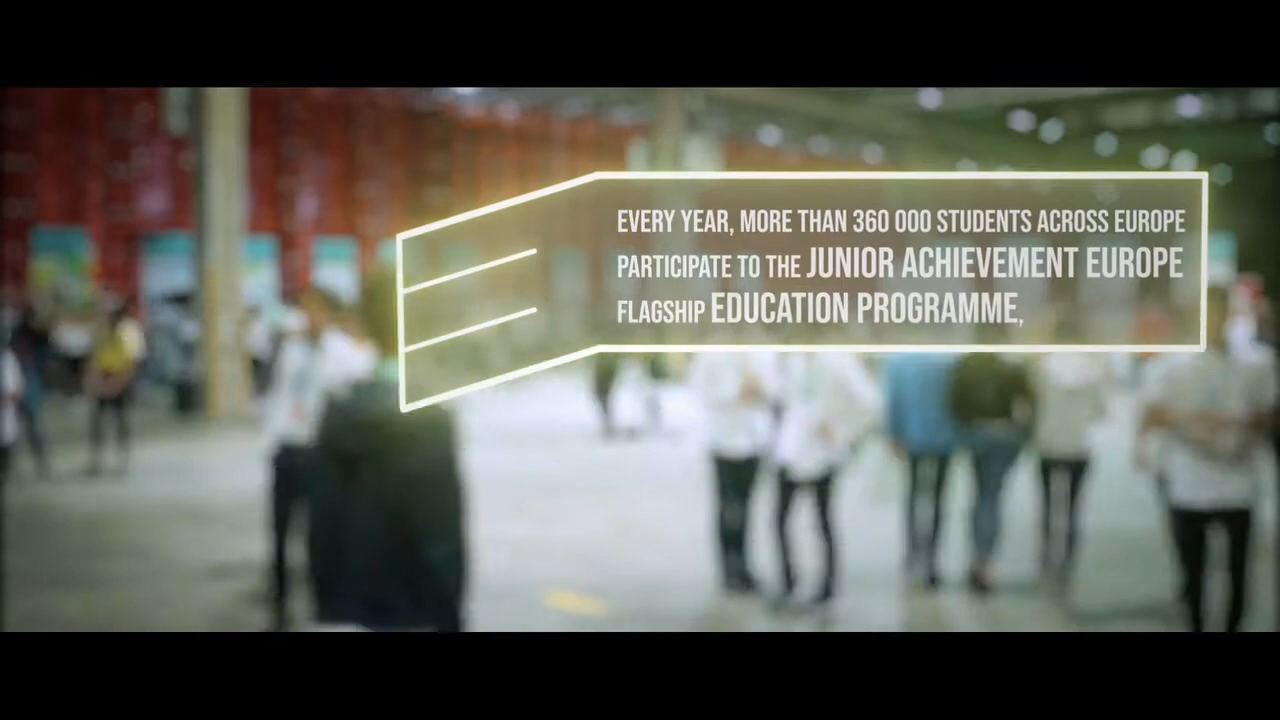 EVERY YEAR, MORE THAN 360 000 STUDENTS ACROSS EUROPE
PARTICIPATE TO THE JUNIOR ACHIEVEMENT EUROPE
FLAGSHIP EDUCATION PROGRAMME,